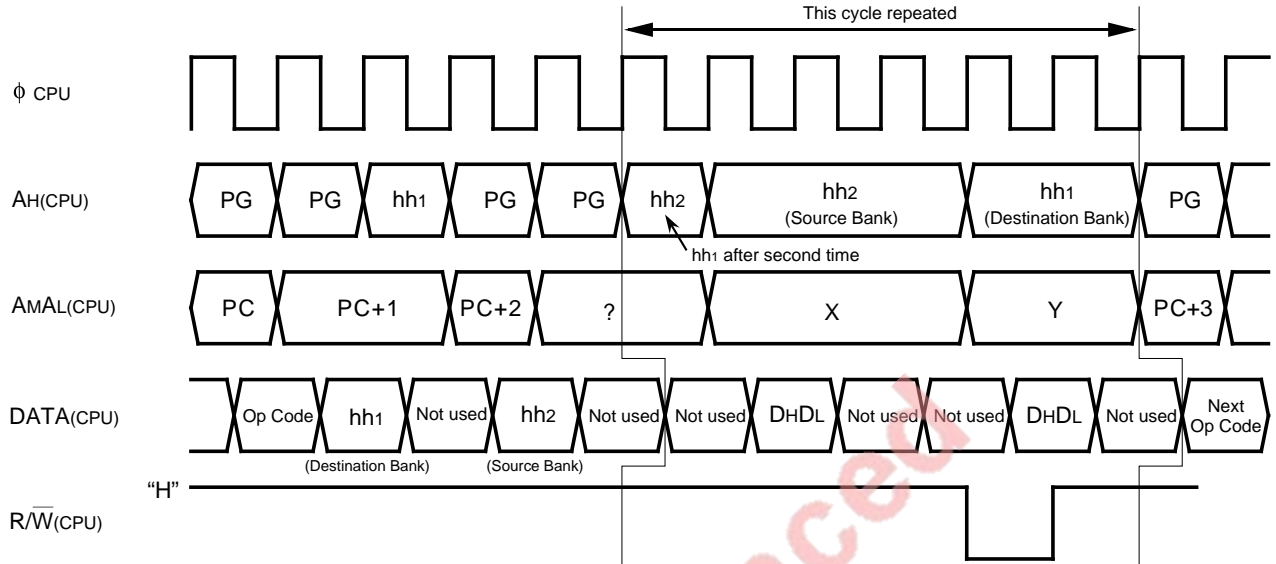 This cycle repeated
φ CPU
AH(CPU)
PG
PG
hh1
PG
PG
hh2
hh2
(Source Bank)
hh1
(Destination Bank)
PG
hh1 after second time
AMAL(CPU)
PC
PC+1
PC+2
?
X
Y
PC+3
DATA(CPU)
Op Code
hh1
Not used
hh2
Not used
Not used
DHDL
Not used
Not used
DHDL
Not used
Next
Op Code
(Destination Bank)
(Source Bank)
“H”
R/W̅(CPU)